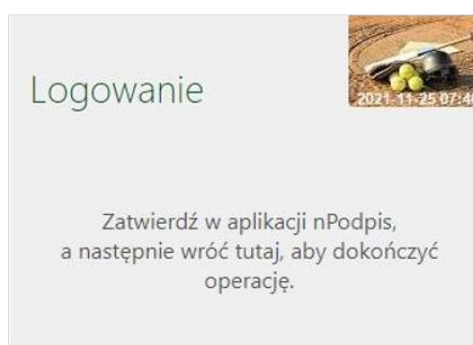 Logowanie
2021-11-25 07:4
Zatwierdź w aplikacji nPodpis,
a następnie wróć tutaj, aby dokończyć
operację.